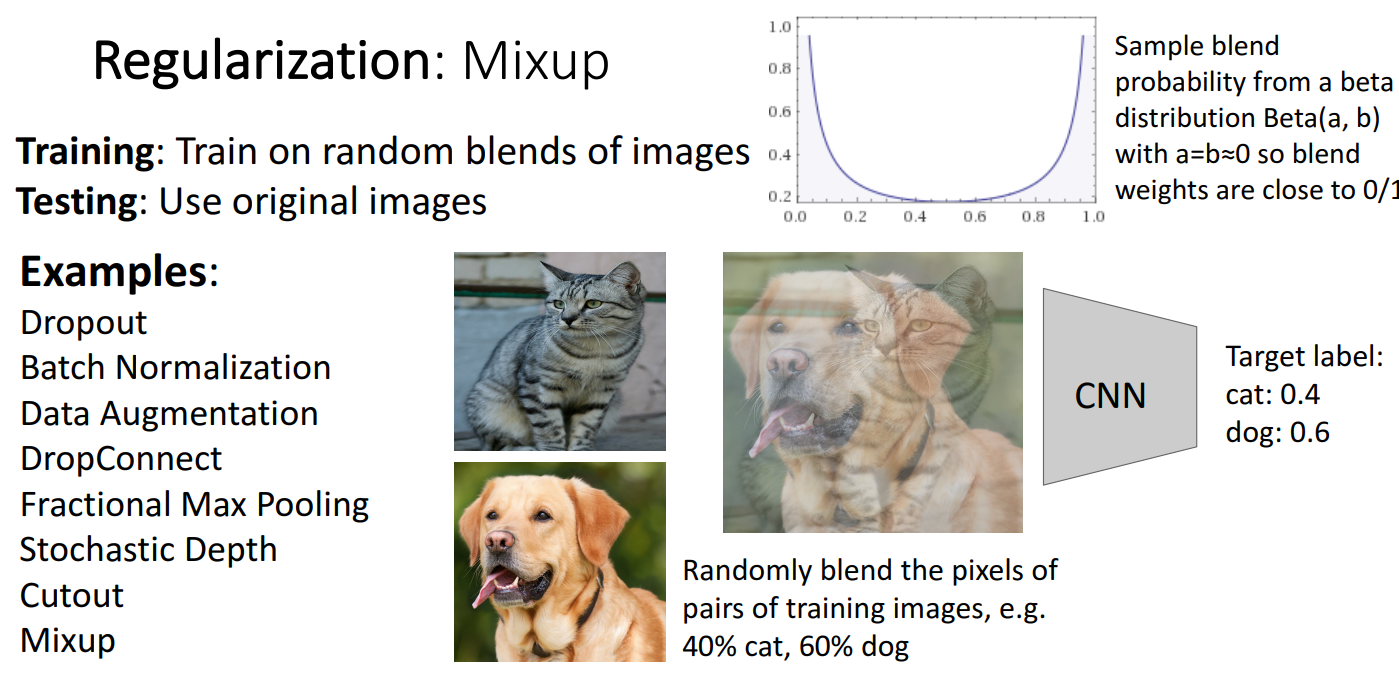 Regularization: Mixup
Training: Train on random blends of images
Testing: Use original images
Examples:
Dropout
Batch Normalization
Data Augmentation
DropConnect
Fractional Max Pooling
Stochastic Depth
Cutout
Mixup
1.0
0.8
0.6
0.4
0.2
0.0 0.2 0.4 0.6 0.8 1.0
Sample blend
probability from a beta
distribution Beta(a, b)
with a=b≈0 so blend
weights are close to 0/1
CNN
Target label:
cat: 0.4
dog: 0.6
Randomly blend the pixels of
pairs of training images, e.g.
40% cat, 60% dog